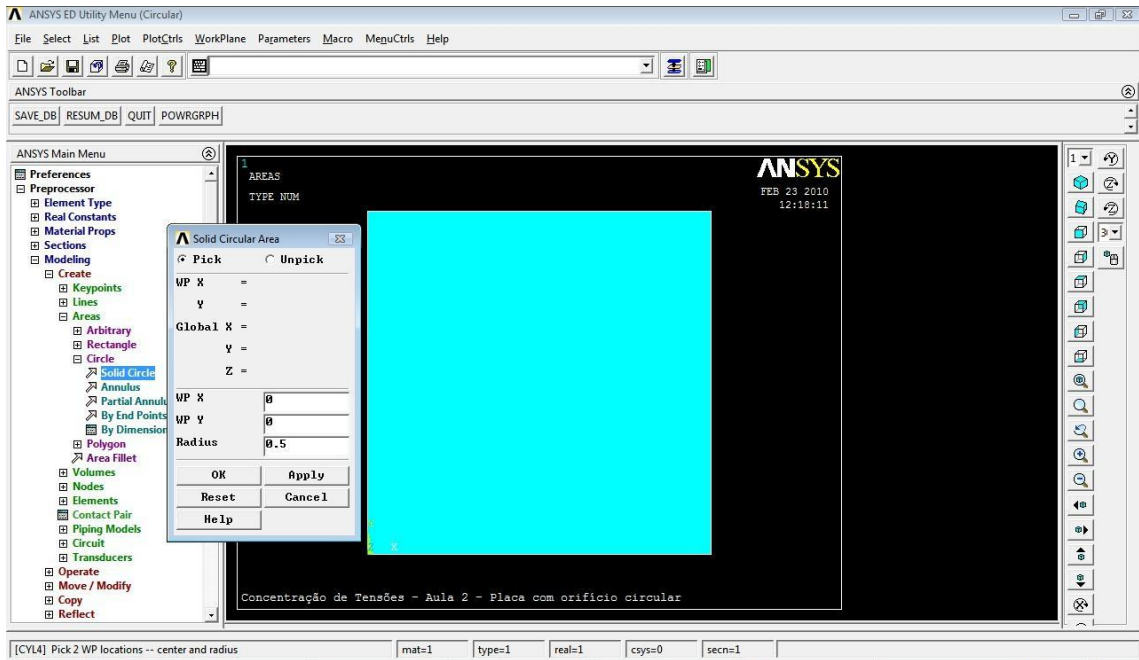 ANSYS ED Utility Menu (Circular)
File Select List Plot PlotCtrls WorkPlane Parameters Macro MenuCtrls Help
ANSYS Toolbar
SAVE_DB RESUM_DB QUIT POWRGRPH
ANSYS Main Menu
Preferences
Preprocessor
Element Type
Real Constants
Material Props
Sections
Modeling
Create
Keypoints
Lines
Areas
Arbitrary
Rectangle
Circle
Solid Circle
Annulus
Partial Annulu
By End Points
By Dimension
Polygon
Area Fillet
Volumes
Nodes
Elements
Contact Pair
Piping Models
Circuit
Transducers
Operate
Move / Modify
Copy
Reflect
Solid Circular Area
Pick Unpick
WP X =
Y =
Global X =
Y =
Z =
WP X 0
WP Y 0
Radius 0.5
OK Apply
Reset Cancel
Help
1
AREAS
TYPE NUM
ANSYS
FEB 23 2010
12:18:11
Z X
Concentração de Tensões - Aula 2 - Placa com orifício circular
1
[CYL4] Pick 2 WP locations -- center and radius
mat=1 type=1 real=1 csys=0 secn=1